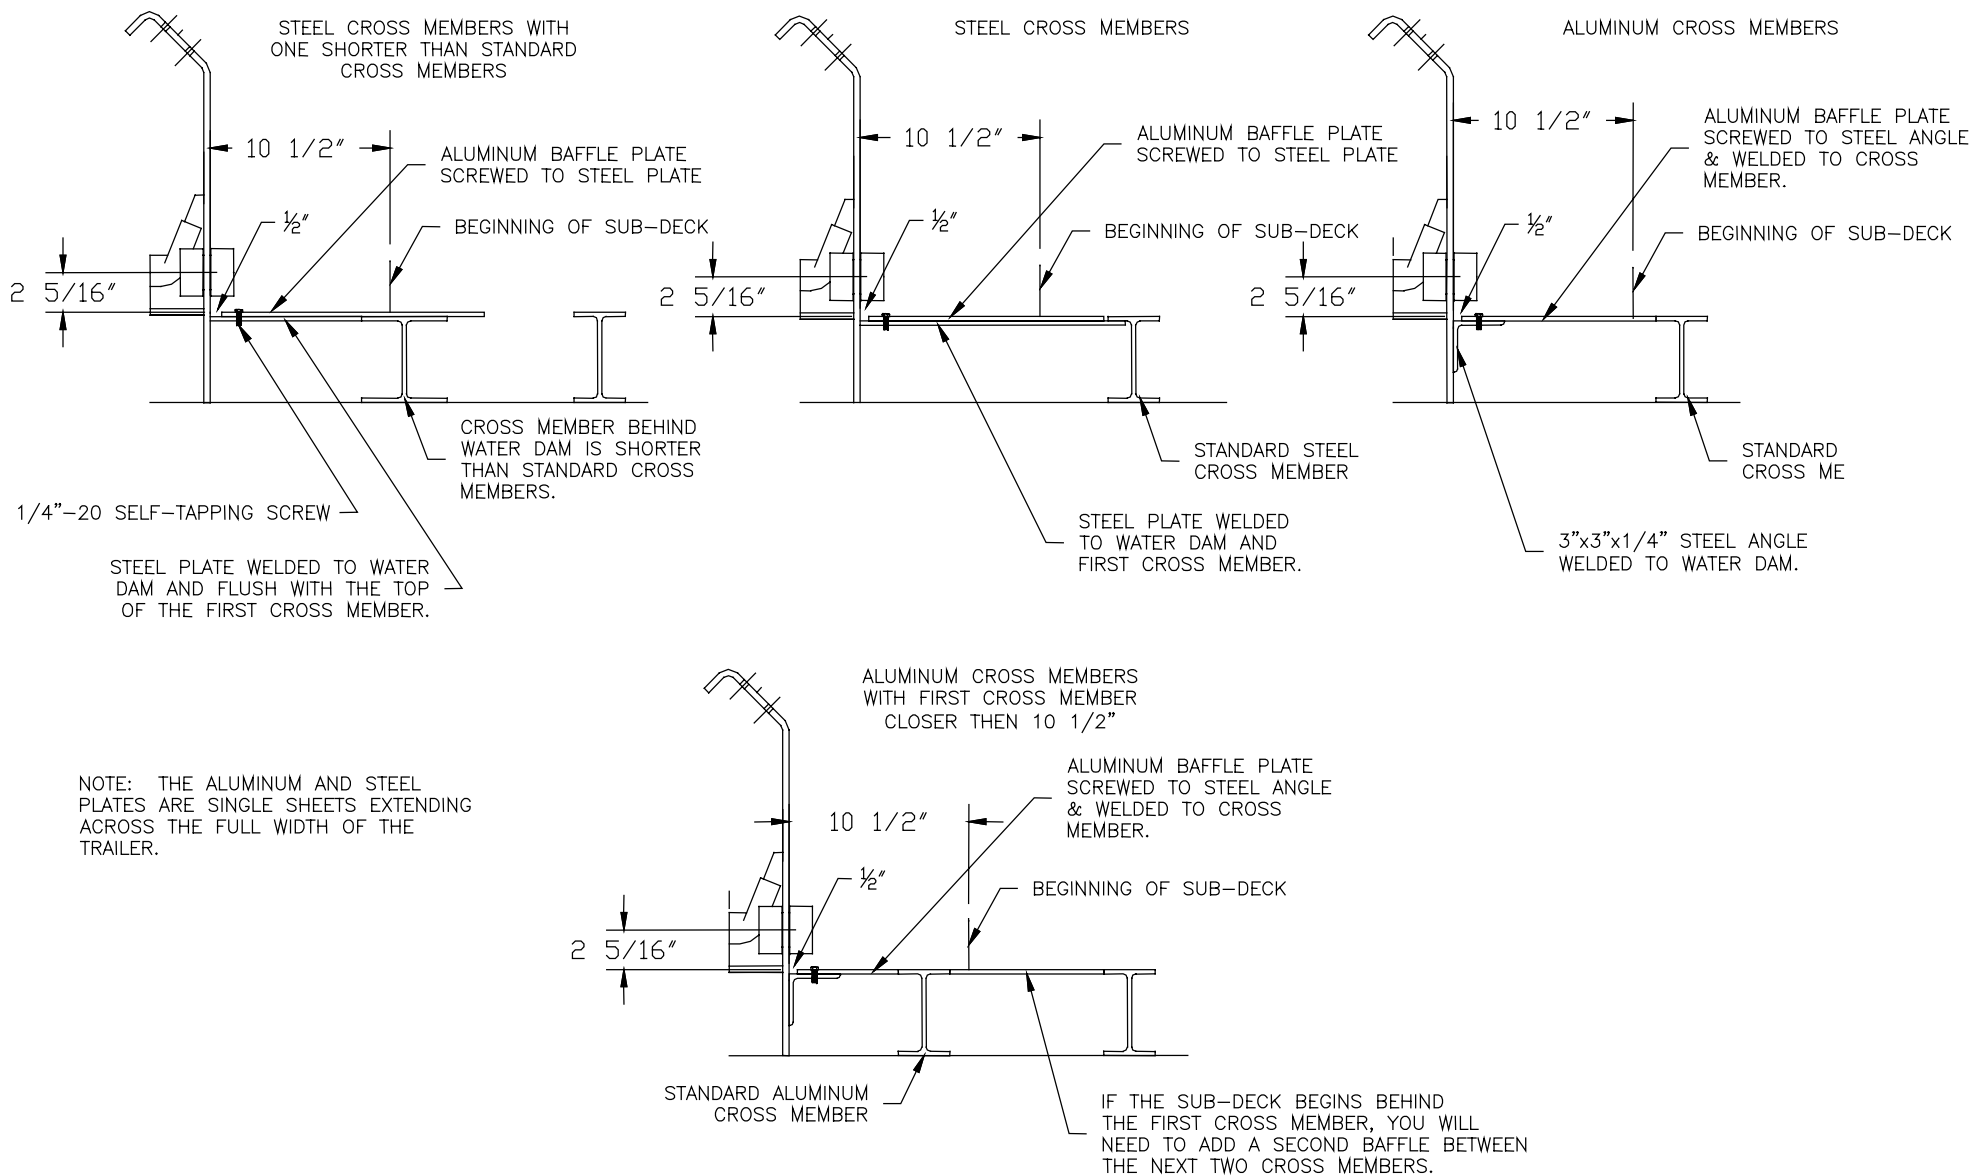 STEEL CROSS MEMBERS WITH
ONE SHORTER THAN STANDARD
CROSS MEMBERS
10 1/2"
ALUMINUM BAFFLE PLATE
SCREWED TO STEEL PLATE
½"
BEGINNING OF SUB-DECK
2 5/16"
CROSS MEMBER BEHIND
WATER DAM IS SHORTER
THAN STANDARD CROSS
MEMBERS.
1/4"-20 SELF-TAPPING SCREW
STEEL PLATE WELDED TO WATER
DAM AND FLUSH WITH THE TOP
OF THE FIRST CROSS MEMBER.
STEEL CROSS MEMBERS
10 1/2"
ALUMINUM BAFFLE PLATE
SCREWED TO STEEL PLATE
½"
BEGINNING OF SUB-DECK
2 5/16"
STANDARD STEEL
CROSS MEMBER
STEEL PLATE WELDED
TO WATER DAM AND
FIRST CROSS MEMBER.
ALUMINUM CROSS MEMBERS
10 1/2"
ALUMINUM BAFFLE PLATE
SCREWED TO STEEL ANGLE
& WELDED TO CROSS
MEMBER.
½"
BEGINNING OF SUB-DECK
2 5/16"
STANDARD
CROSS ME
3"x3"x1/4" STEEL ANGLE
WELDED TO WATER DAM.
NOTE: THE ALUMINUM AND STEEL
PLATES ARE SINGLE SHEETS EXTENDING
ACROSS THE FULL WIDTH OF THE
TRAILER.
ALUMINUM CROSS MEMBERS
WITH FIRST CROSS MEMBER
CLOSER THEN 10 1/2"
ALUMINUM BAFFLE PLATE
SCREWED TO STEEL ANGLE
& WELDED TO CROSS
MEMBER.
10 1/2"
½"
BEGINNING OF SUB-DECK
2 5/16"
STANDARD ALUMINUM
CROSS MEMBER
IF THE SUB-DECK BEGINS BEHIND
THE FIRST CROSS MEMBER, YOU WILL
NEED TO ADD A SECOND BAFFLE BETWEEN
THE NEXT TWO CROSS MEMBERS.